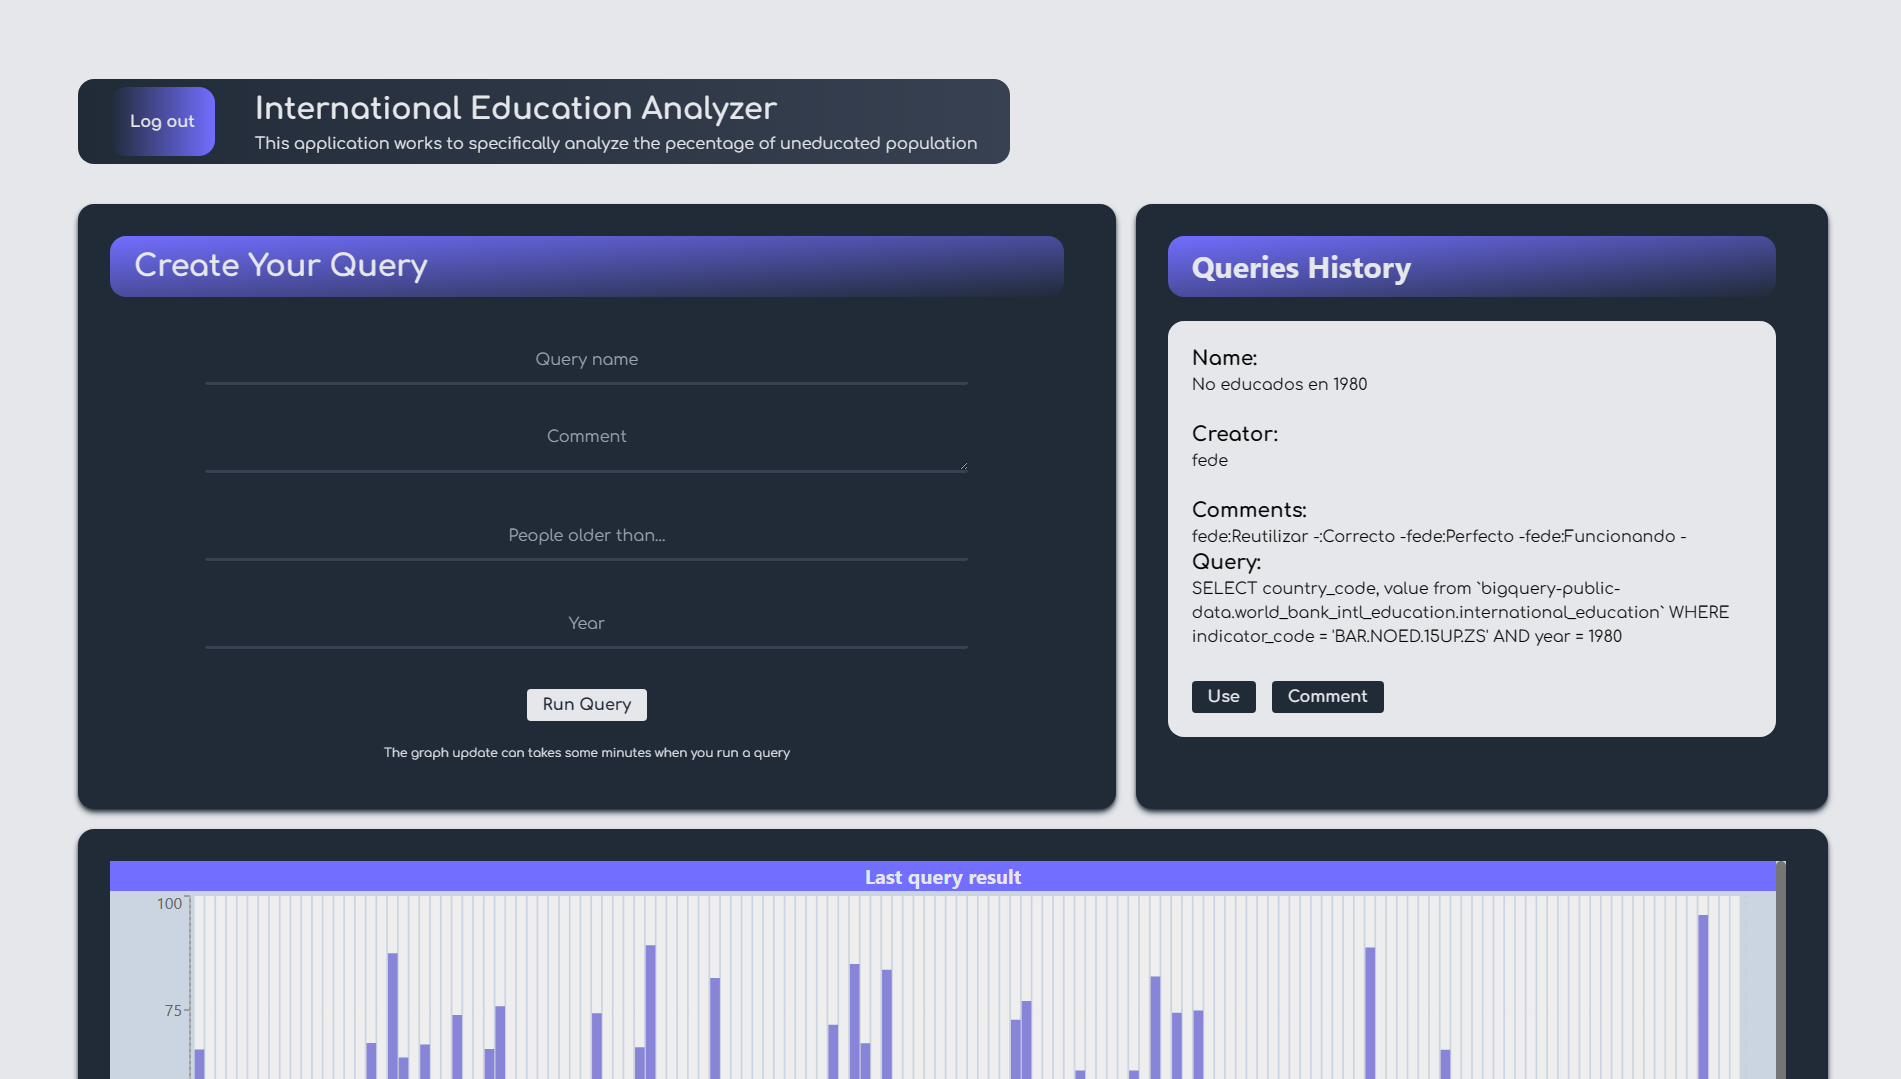 Log out
International Education Analyzer
This application works to specifically analyze the pecentage of uneducated population
Create Your Query
Query name
Comment
People older than...
Year
Run Query
The graph update can takes some minutes when you run a query
Queries History
Name:
No educados en 1980
Creator:
fede
Comments:
fede:Reutilizar -:Correcto -fede:Perfecto -fede:Funcionando -
Query:
SELECT country_code, value from `bigquery-public-
data.world_bank_intl_education.international_education` WHERE
indicator_code = 'BAR.NOED.15UP.ZS' AND year = 1980
Use
Comment
Last query result
100
75